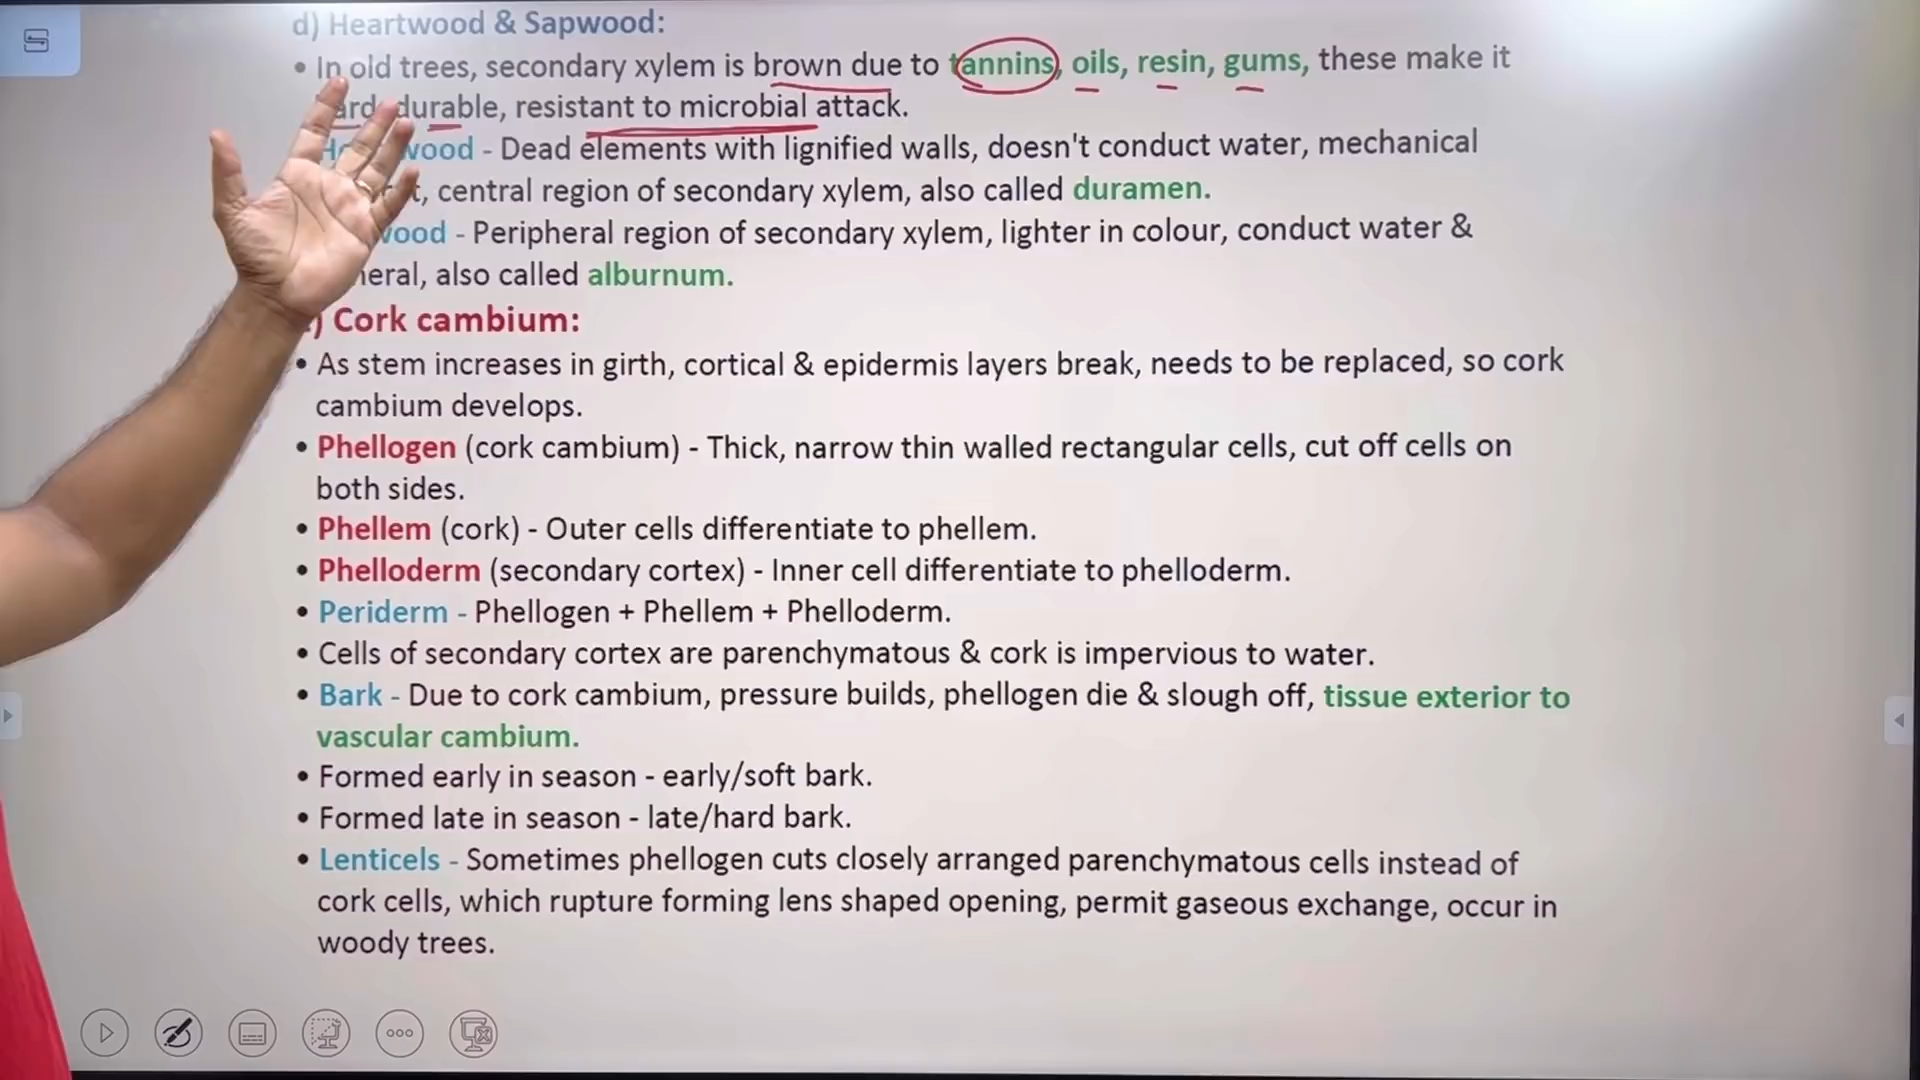 d) Heartwood & Sapwood:
• In old trees, secondary xylem is brown due to tannins, oils, resin, gums, these make it
durable, resistant to microbial attack.
- Dead elements with lignified walls, doesn't conduct water, mechanical
central region of secondary xylem, also called duramen.
- Peripheral region of secondary xylem, lighter in colour, conduct water &
also called alburnum.
) Cork cambium:
• As stem increases in girth, cortical & epidermis layers break, needs to be replaced, so cork
cambium develops.
• Phellogen (cork cambium) - Thick, narrow thin walled rectangular cells, cut off cells on
both sides.
• Phellem (cork) - Outer cells differentiate to phellem.
• Phelloderm (secondary cortex) - Inner cell differentiate to phelloderm.
• Periderm - Phellogen + Phellem + Phelloderm.
• Cells of secondary cortex are parenchymatous & cork is impervious to water.
• Bark - Due to cork cambium, pressure builds, phellogen die & slough off, tissue exterior to
vascular cambium.
• Formed early in season - early/soft bark.
• Formed late in season - late/hard bark.
• Lenticels - Sometimes phellogen cuts closely arranged parenchymatous cells instead of
cork cells, which rupture forming lens shaped opening, permit gaseous exchange, occur in
woody trees.